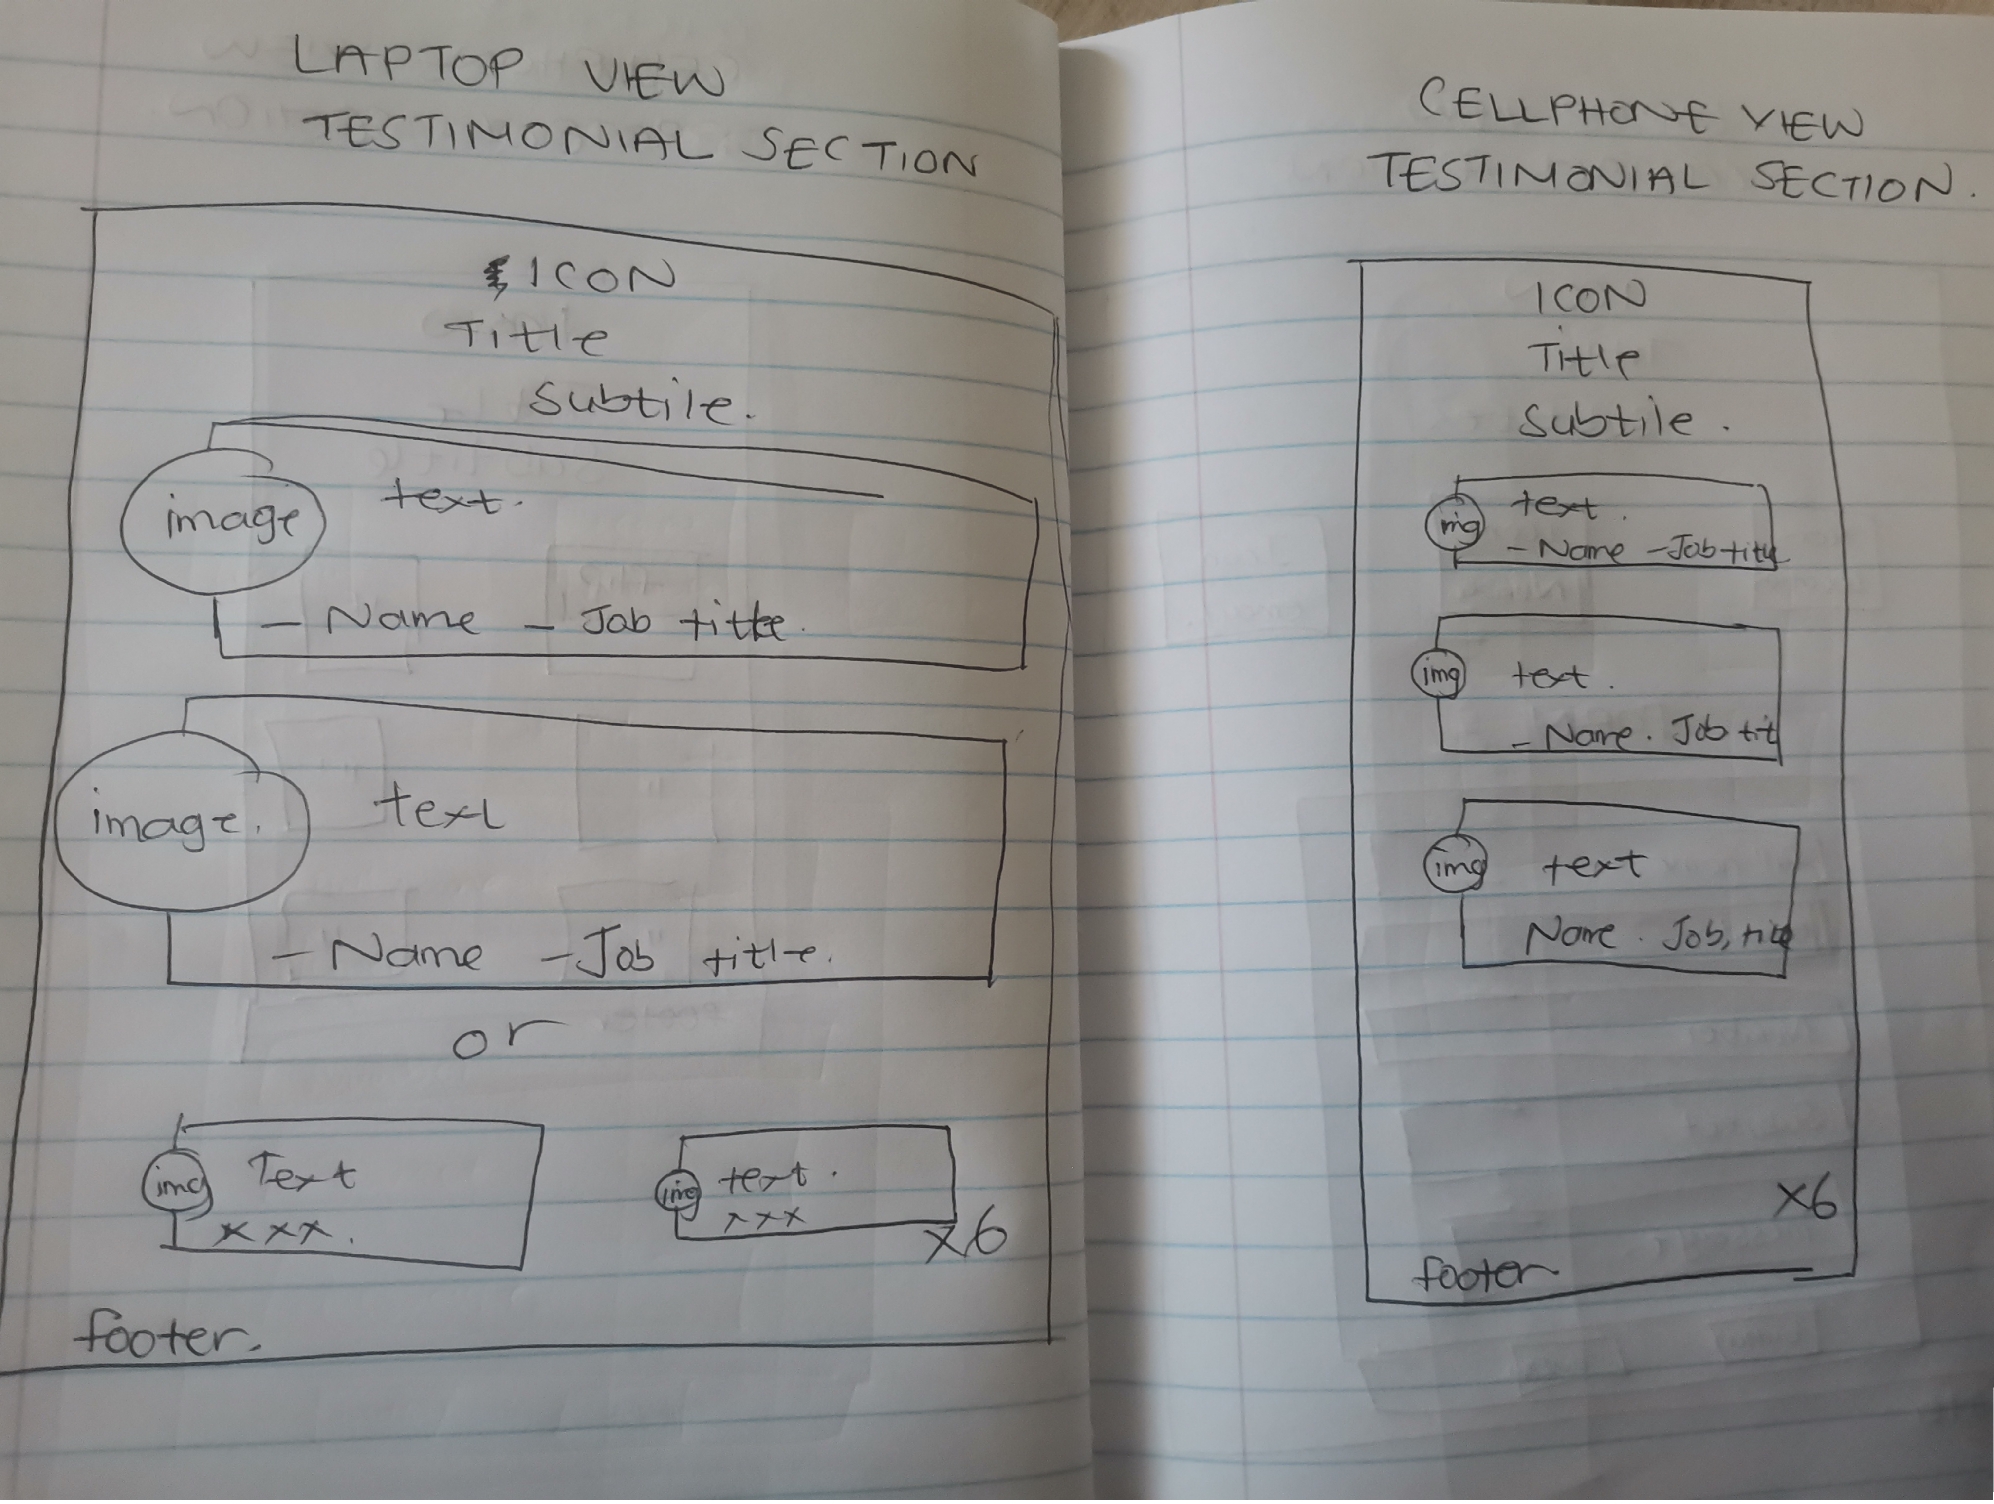 LAPTOP VIEW
TESTIMONIAL SECTION
ICON
Title
Subtile.
image
text.
- Name - Job title.
image.
text
- Name - Job title.
or
img Text
xxx.
img text.
xxx
x6
footer.
CELLPHONE VIEW
TESTIMONIAL SECTION.
ICON
Title
Subtile.
img text.
- Name - Job title
img text.
- Name. Job tit
img text
Name. Job, title
x6
footer